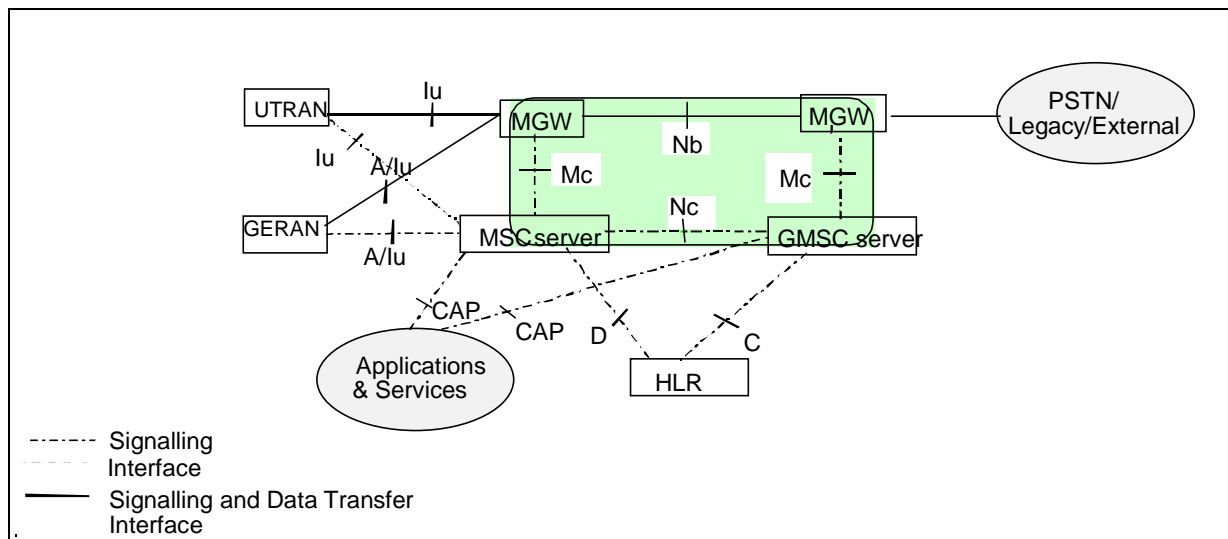 Iu
UTRAN
MGW
MGW
PSTN/
Legacy/External
Nb
Iu
A/Iu
Mc
Mc
Nc
GERAN
MSC server
GMSC server
A/Iu
CAP
CAP
D
C
Applications
& Services
HLR
Signalling
Interface
Signalling and Data Transfer
Interface